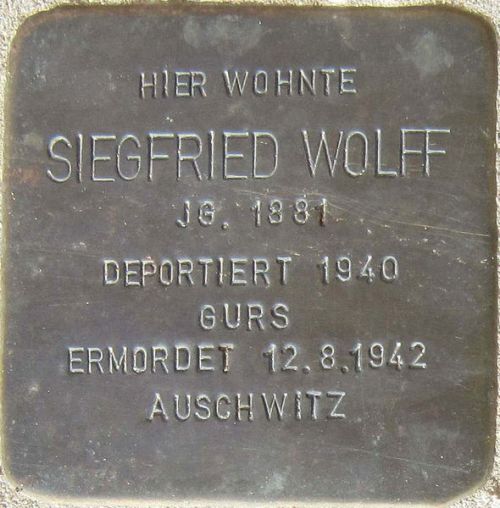 HIER WOHNTE
SIEGFRIED WOLFF
JG. 1881
DEPORTIERT 1940
GURS
ERMORDET 12.8.1942
AUSCHWITZ